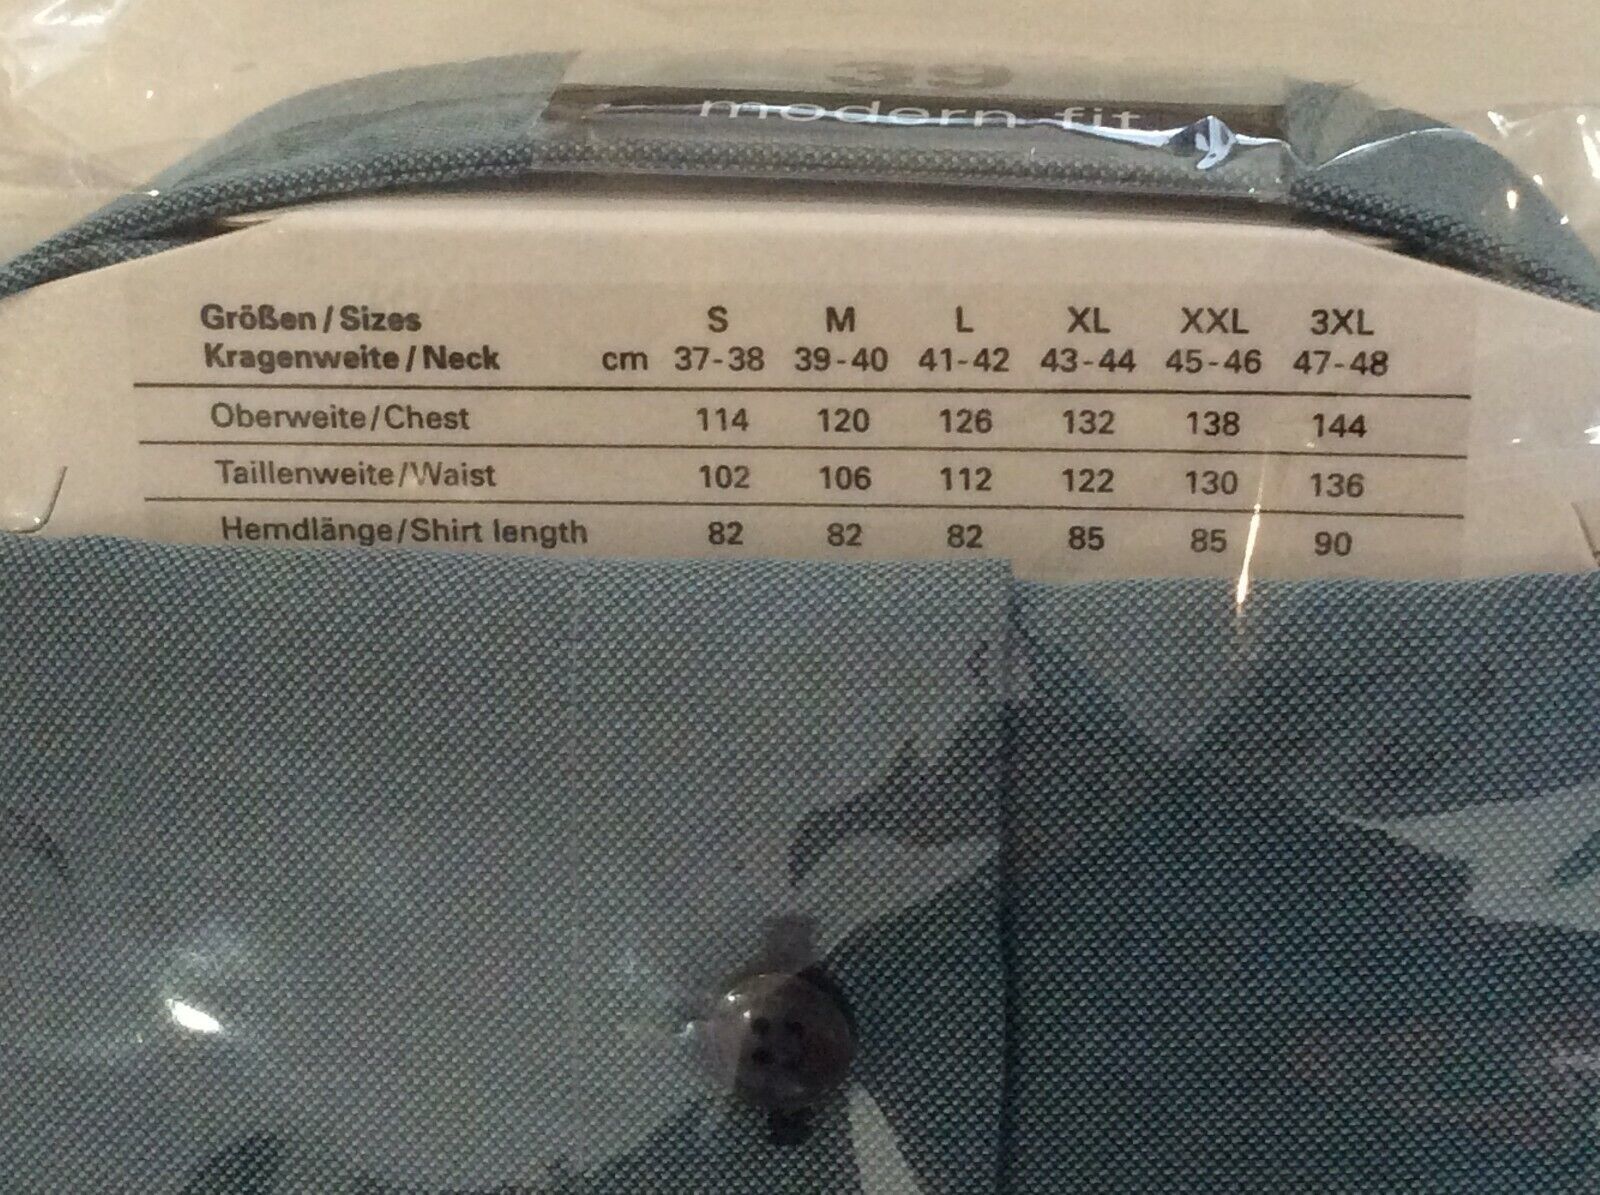 39
modern fit
Größen / Sizes S M L XL XXL 3XL
Kragenweite / Neck cm 37-38 39-40 41-42 43-44 45-46 47-48
Oberweite/Chest 114 120 126 132 138 144
Taillenweite/Waist 102 106 112 122 130 136
Hemdlänge/Shirt length 82 82 82 85 85 90